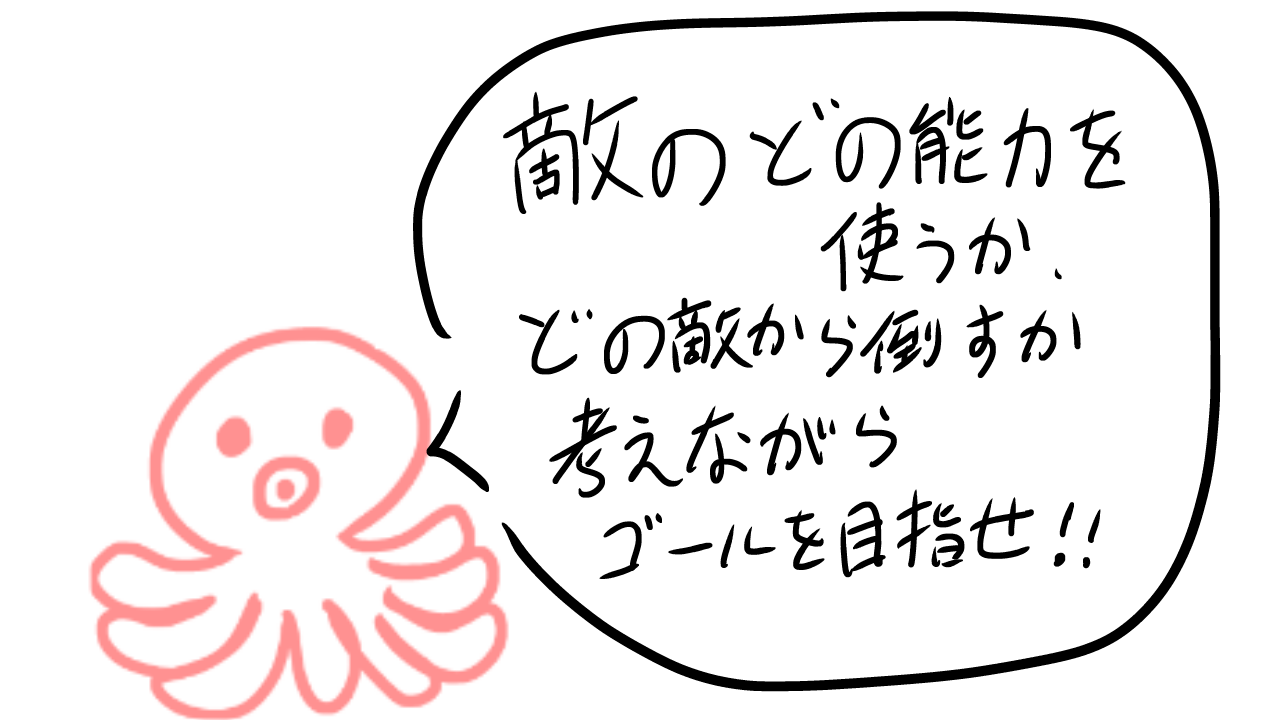 敵のどの能力を
使うか、
どの敵から倒すか
考えながら
ゴールを目指せ!!